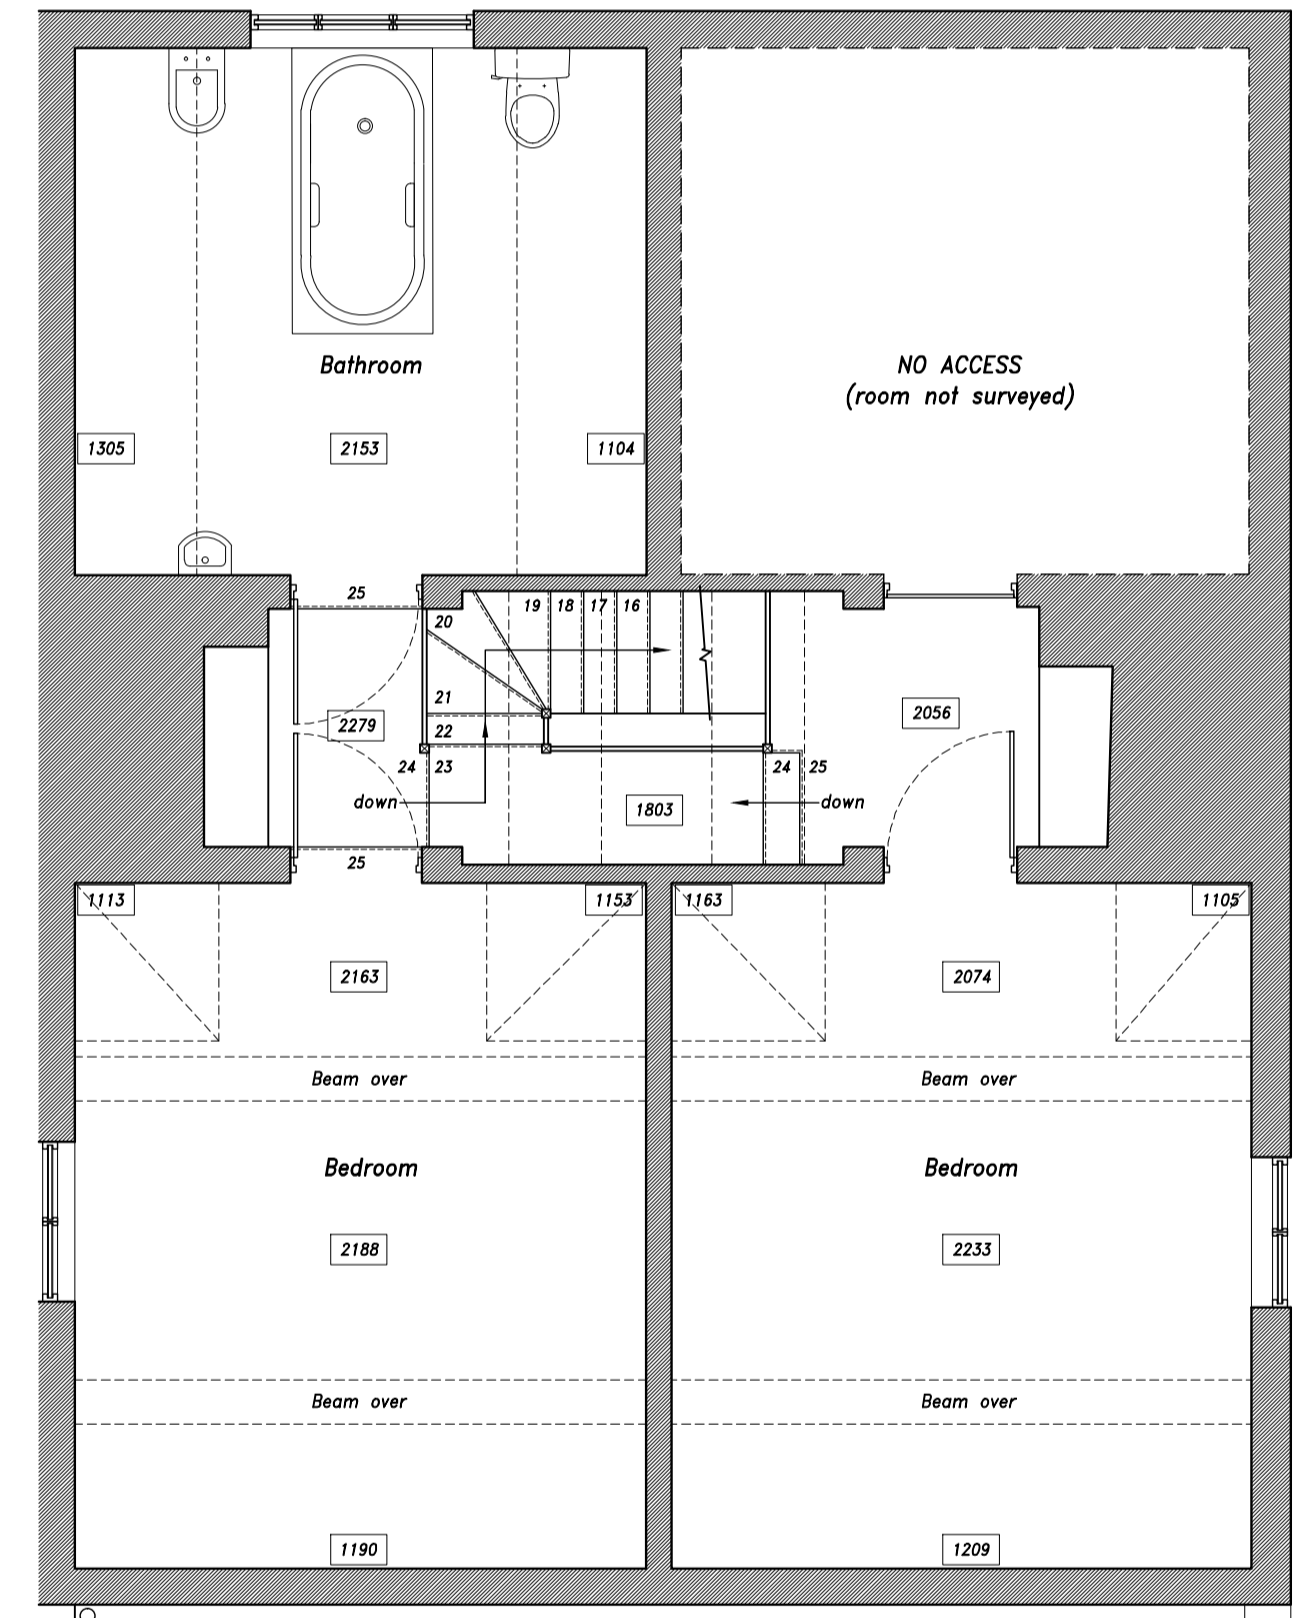 Bathroom
NO ACCESS
(room not surveyed)
1305
2153
1104
25
19 18 17 16
20
21
22
24 23
2279
2056
24 25
down
1803
down
25
1113
1153
1163
1105
2163
2074
Beam over
Beam over
Bedroom
Bedroom
2188
2233
Beam over
Beam over
1190
1209